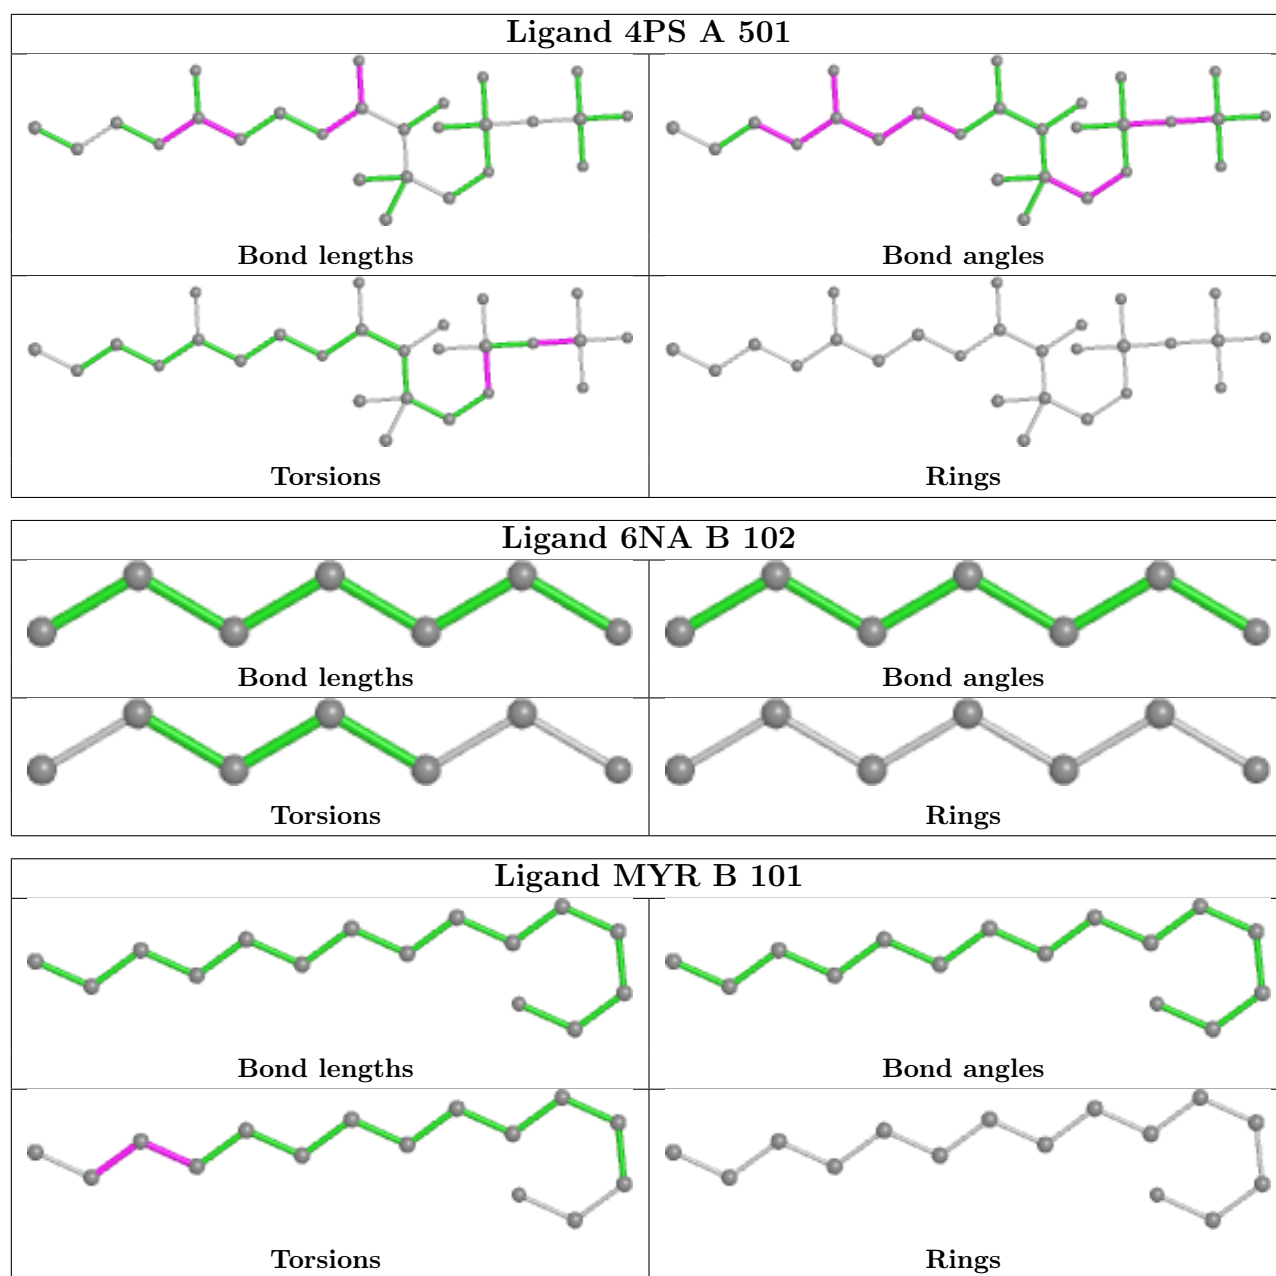 Ligand 4PS A 501
Bond lengths
Bond angles
Torsions
Rings
Ligand 6NA B 102
Bond lengths
Bond angles
Torsions
Rings
Ligand MYR B 101
Bond lengths
Bond angles
Torsions
Rings